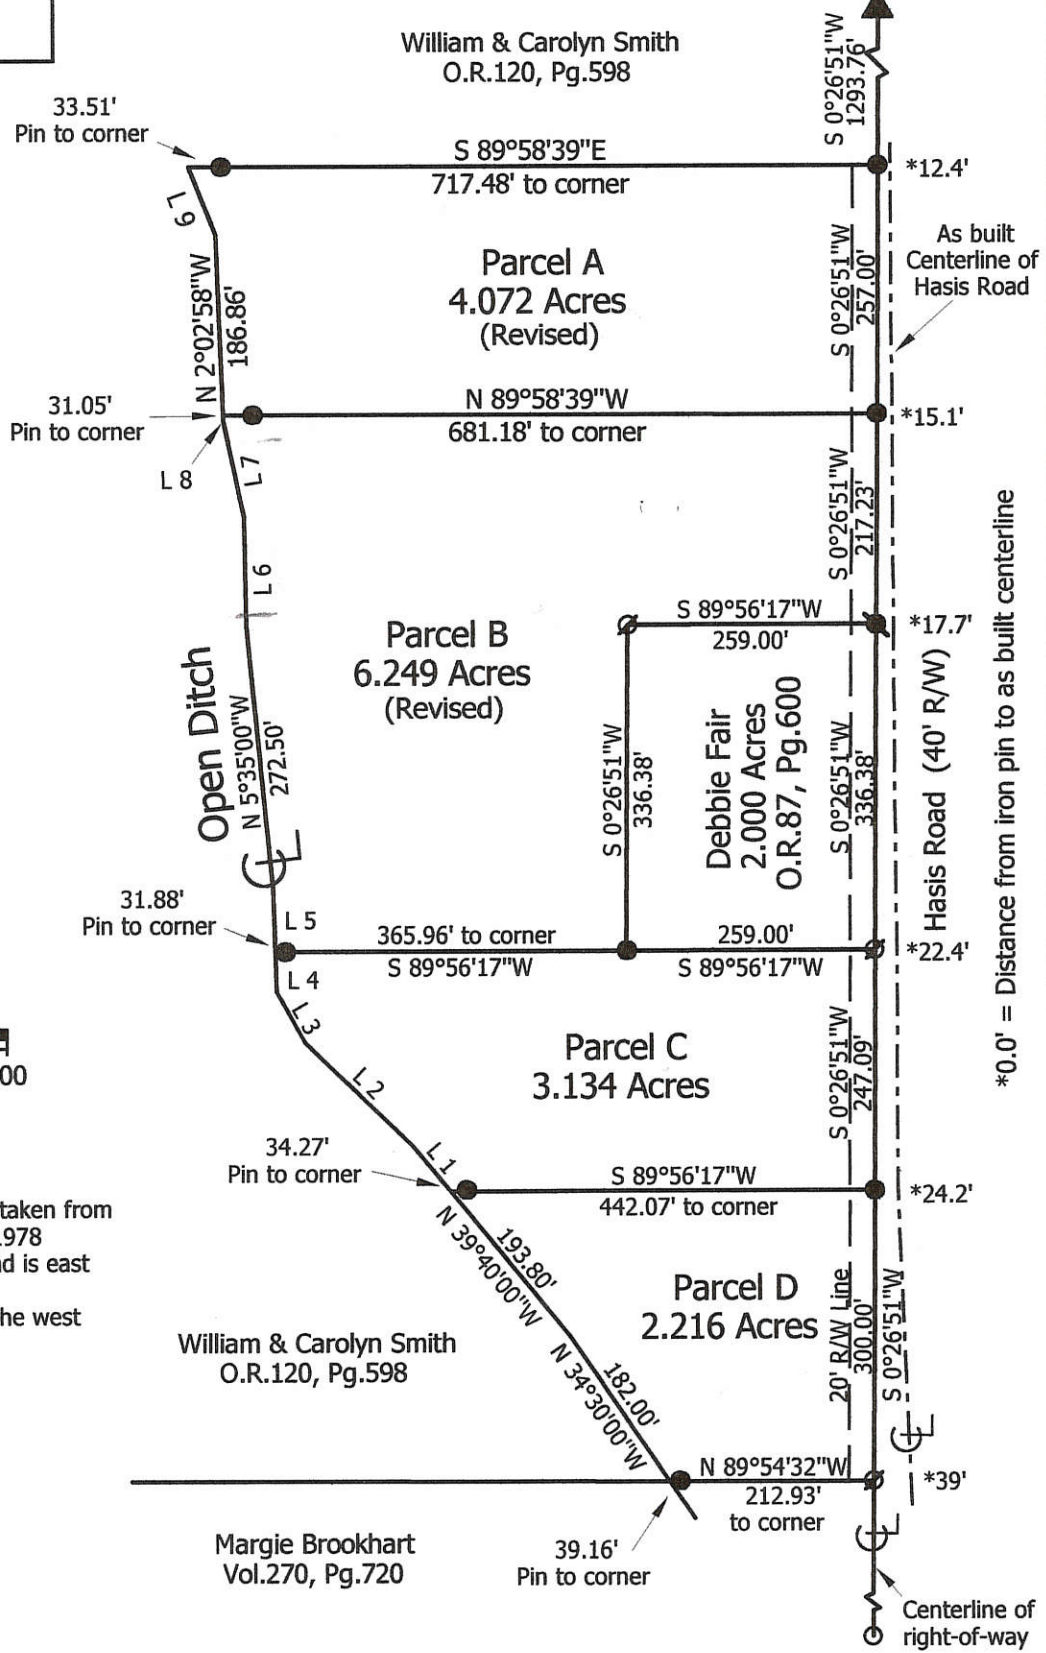 William & Carolyn Smith
O.R.120, Pg.598
S 0°26'51"W
1293.76'
33.51'
Pin to corner
S 89°58'39"E
717.48' to corner
*12.4'
L 9
As built
Centerline of
Hasis Road
Parcel A
4.072 Acres
(Revised)
N 2°02'58"W
186.86'
S 0°26'51"W
257.00'
31.05'
Pin to corner
N 89°58'39"W
681.18' to corner
*15.1'
L 8
L 7
S 0°26'51"W
217.23'
L 6
S 89°56'17"W
259.00'
*17.7'
Parcel B
6.249 Acres
(Revised)
Open Ditch
N 5°35'00"W
272.50'
S 0°26'51"W
336.38'
Debbie Fair
2.000 Acres
O.R.87, Pg.600
S 0°26'51"W
336.38'
Hasis Road (40' R/W)
*0.0' = Distance from iron pin to as built centerline
31.88'
Pin to corner
L 5
365.96' to corner
S 89°56'17"W
259.00'
S 89°56'17"W
*22.4'
L 4
L 3
L 2
Parcel C
3.134 Acres
S 0°26'51"W
247.09'
00
34.27'
Pin to corner
L 1
S 89°56'17"W
442.07' to corner
*24.2'
taken from
1978
d is east
he west
193.80'
N 39°40'00"W
Parcel D
2.216 Acres
20' R/W Line
300.00'
S 0°26'51"W
William & Carolyn Smith
O.R.120, Pg.598
182.00'
N 34°30'00"W
N 89°54'32"W
212.93'
to corner
*39'
Margie Brookhart
Vol.270, Pg.720
39.16'
Pin to corner
Centerline of
right-of-way